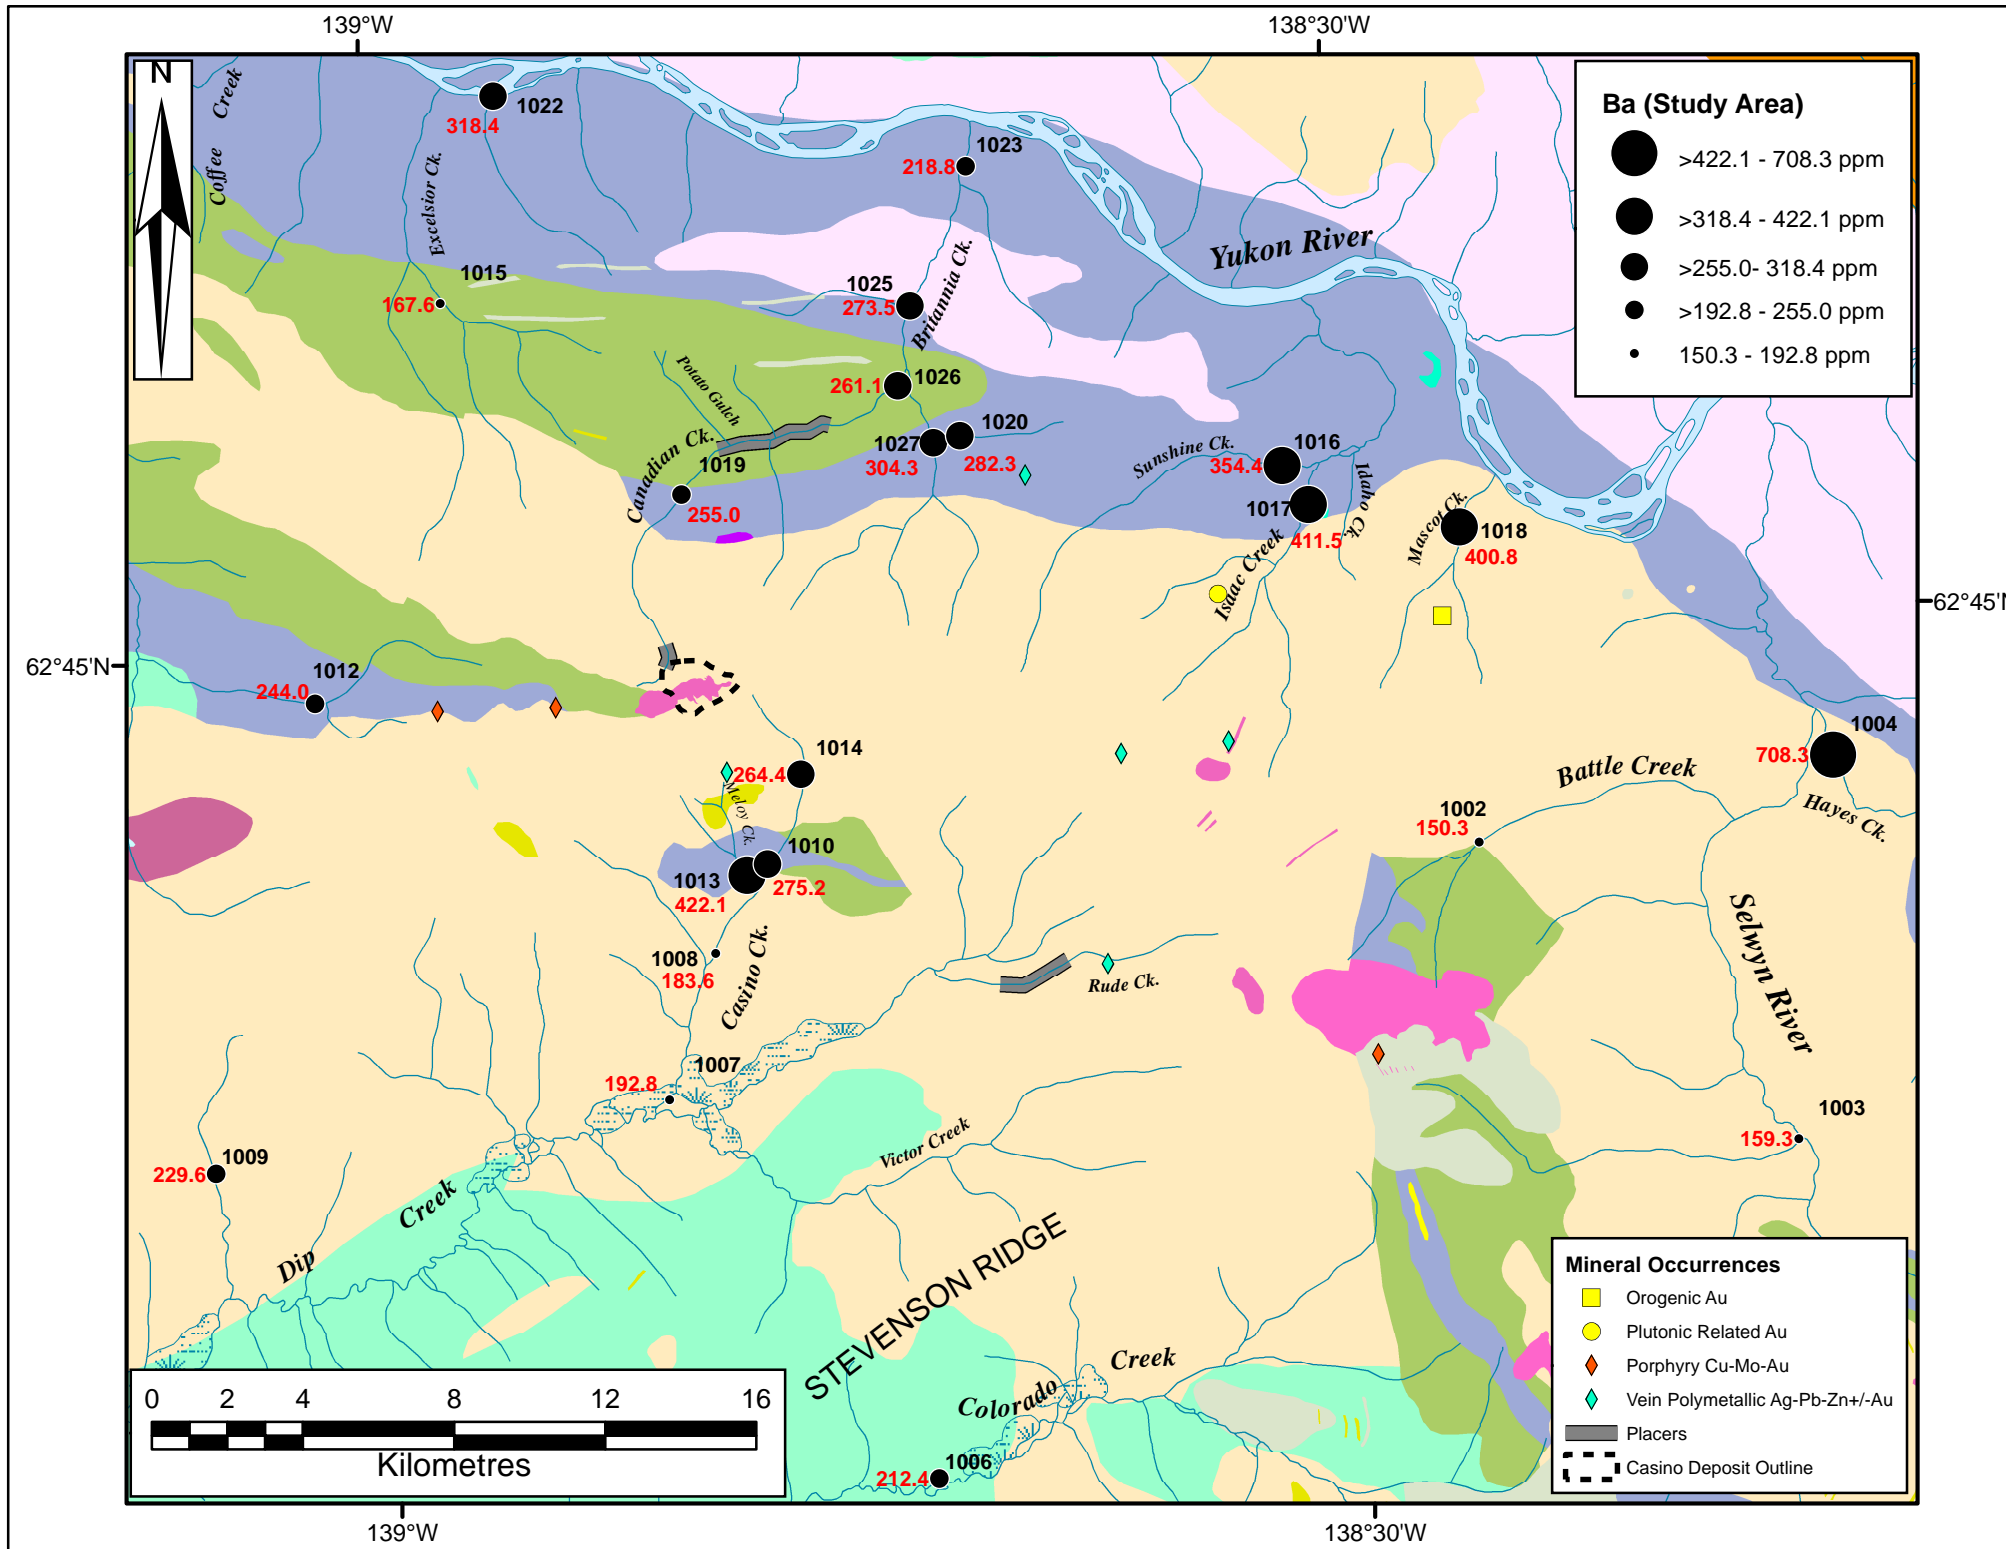 139°W
138°30'W
N
Coffee Creek
1022
318.4
Excelsior Ck.
1023
218.8
Ba (Study Area)
>422.1 - 708.3 ppm
>318.4 - 422.1 ppm
>255.0- 318.4 ppm
>192.8 - 255.0 ppm
150.3 - 192.8 ppm
Yukon River
1015
167.6
1025
273.5
Britannia Ck.
Potato Gulch
261.1
1026
Canadian Ck.
1019
255.0
1027
304.3
1020
282.3
Sunshine Ck.
1016
354.4
1017
411.5
Idaho Ck.
Isaac Creek
Mascot Ck.
1018
400.8
62°45'N
62°45'N
1012
244.0
1014
264.4
Meloy Ck.
1004
708.3
Battle Creek
Hayes Ck.
1002
150.3
1010
275.2
1013
422.1
1008
183.6
Casino Ck.
Rude Ck.
Selwyn River
1007
192.8
1003
159.3
1009
229.6
Victor Creek
Dip Creek
STEVENSON RIDGE
Colorado Creek
1006
212.4
0 2 4 8 12 16
Kilometres
Mineral Occurrences
Orogenic Au
Plutonic Related Au
Porphyry Cu-Mo-Au
Vein Polymetallic Ag-Pb-Zn+/-Au
Placers
Casino Deposit Outline
139°W
138°30'W